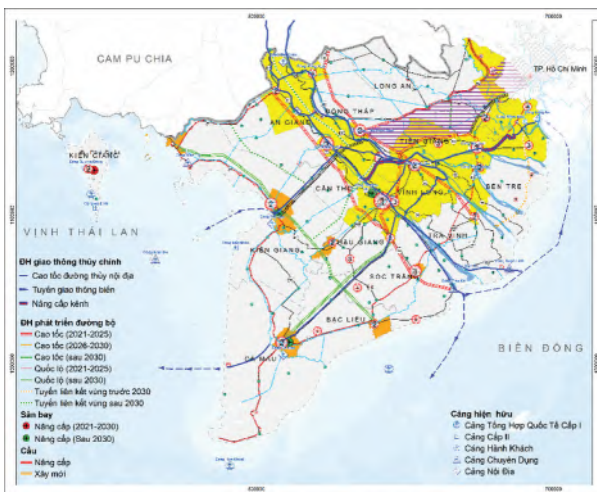 600000
700000
CAM PU CHIA
TP. Hồ Chí Minh
LONG AN
ĐỒNG THÁP
AN GIANG
TIỀN GIANG
KIÊN GIANG
CẦN THƠ
VĨNH LONG
BẾN TRE
VỊNH THÁI LAN
TRÀ VINH
HẬU GIANG
KIÊN GIANG
SÓC TRĂNG
BẠC LIÊU
CÀ MAU
BIỂN ĐÔNG
ĐH giao thông thủy chính
Cao tốc đường thủy nội địa
Tuyến giao thông biển
Nâng cấp kênh
ĐH phát triển đường bộ
Cao tốc (2021-2025)
Cao tốc (2026-2030)
Cao tốc (sau 2030)
Quốc lộ (2021-2025)
Quốc lộ (sau 2030)
Tuyến liên kết vùng trước 2030
Tuyến liên kết vùng sau 2030
Sân bay
Nâng cấp (2021-2030)
Nâng cấp (Sau 2030)
Cầu
Nâng cấp
Xây mới
Cảng hiện hữu
Cảng Tổng Hợp Quốc Tế Cấp I
Cảng Cấp II
Cảng Hành Khách
Cảng Chuyên Dụng
Cảng Nội Địa
600000
700000